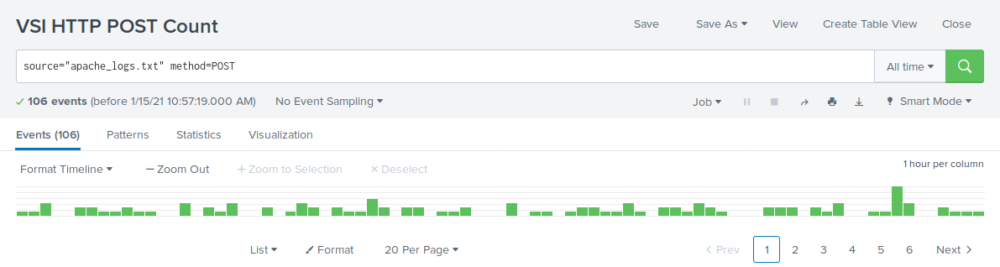 VSI HTTP POST Count
Save Save As View Create Table View Close
source="apache_logs.txt" method=POST
All time
106 events (before 1/15/21 10:57:19.000 AM) No Event Sampling
Job Smart Mode
Events (106) Patterns Statistics Visualization
Format Timeline — Zoom Out + Zoom to Selection × Deselect
1 hour per column
List Format 20 Per Page
< Prev 1 2 3 4 5 6 Next >